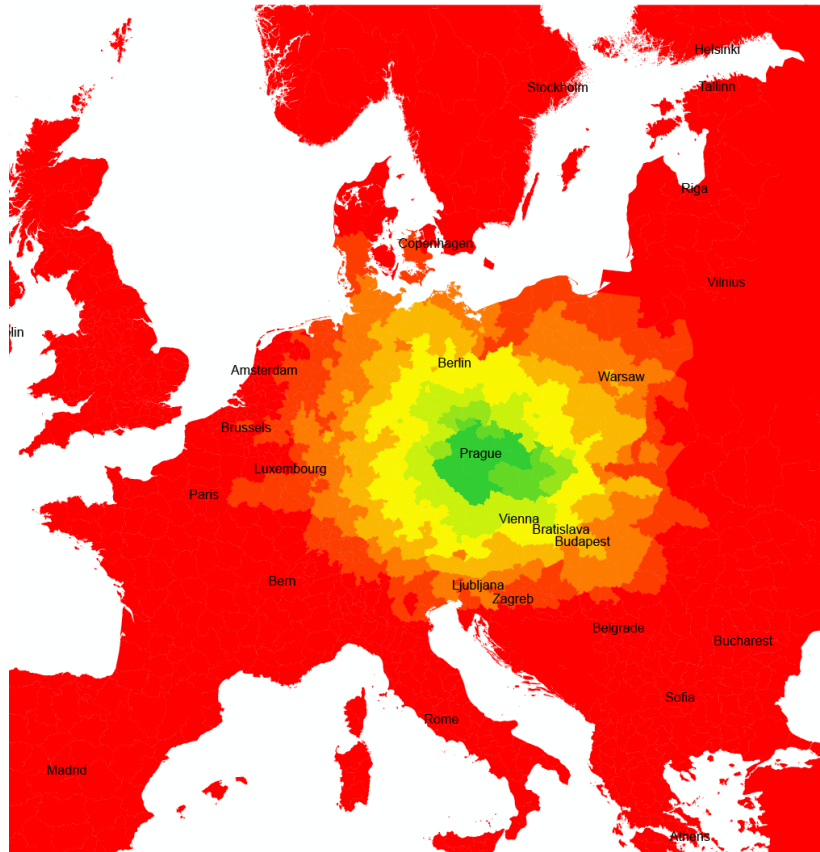 Helsinki
Stockholm
Tallinn
Riga
Copenhagen
Vilnius
lin
Berlin
Amsterdam
Warsaw
Brussels
Prague
Luxembourg
Paris
Vienna
Bratislava
Budapest
Bern
Ljubljana
Zagreb
Belgrade
Bucharest
Sofia
Rome
Madrid
Athens